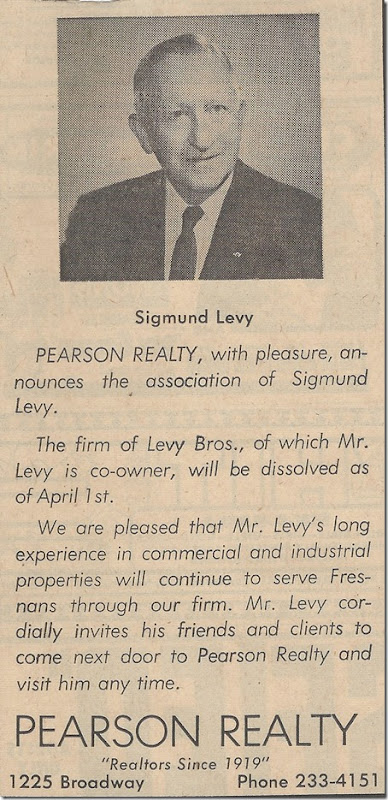 Sigmund Levy
PEARSON REALTY, with pleasure, an-
nounces the association of Sigmund
Levy.
The firm of Levy Bros., of which Mr.
Levy is co-owner, will be dissolved as
of April 1st.
We are pleased that Mr. Levy's long
experience in commercial and industrial
properties will continue to serve Fres-
nans through our firm. Mr. Levy cor-
dially invites his friends and clients to
come next door to Pearson Realty and
visit him any time.
PEARSON REALTY
"Realtors Since 1919"
1225 Broadway Phone 233-4151